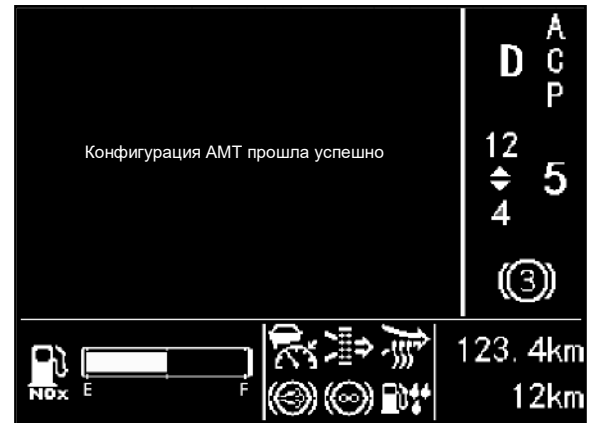 Конфигурация АМТ прошла успешно
D
A
C
P
12
5
4
3
NOx
E
F
123.4km
12km